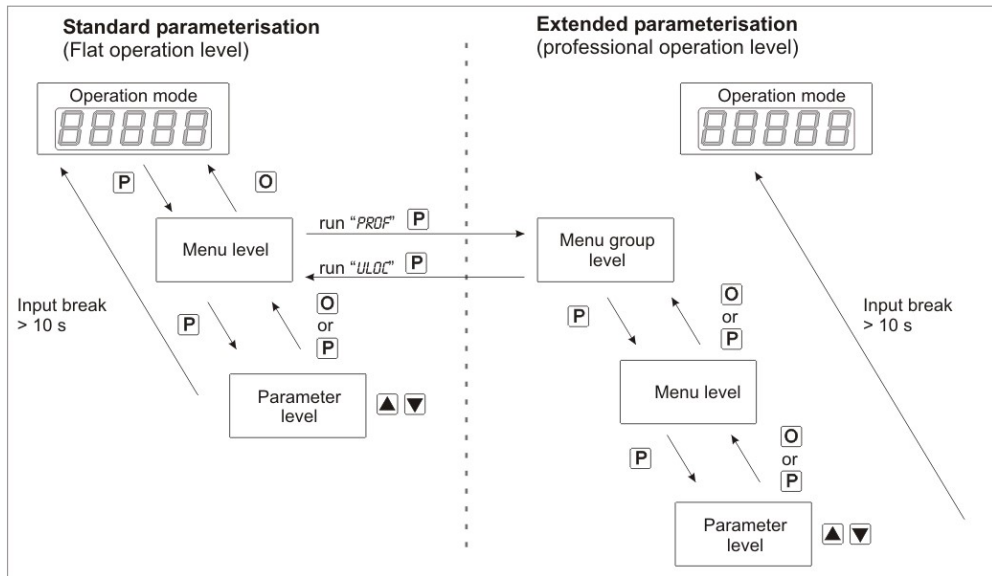 Standard parameterisation
(Flat operation level)
Operation mode
88888
P
O
Menu level
run "PROF" P
run "ULOC" P
Input break
> 10 s
P
O
or
P
Parameter
level
▲ ▼
Extended parameterisation
(professional operation level)
Operation mode
88888
Menu group
level
P
O
or
P
Input break
> 10 s
Menu level
P
O
or
P
Parameter
level
▲ ▼